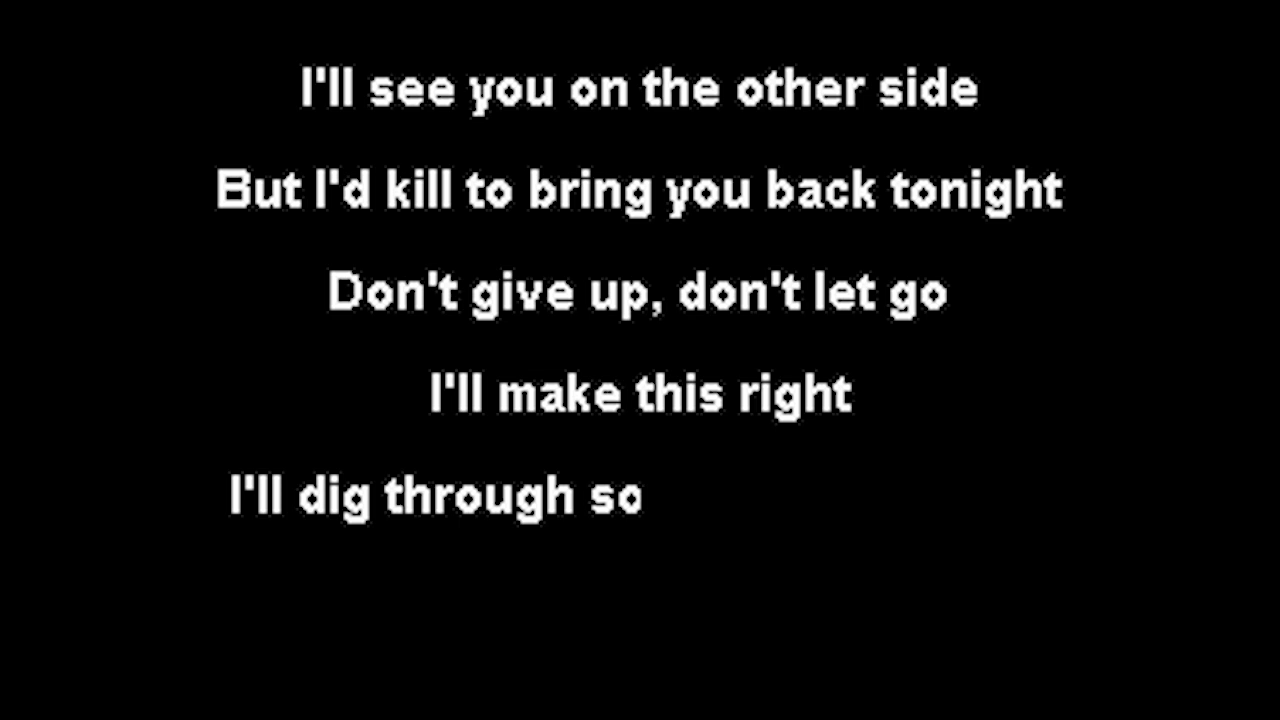 I'll see you on the other side
But I'd kill to bring you back tonight
Don't give up, don't let go
I'll make this right
I'll dig through so